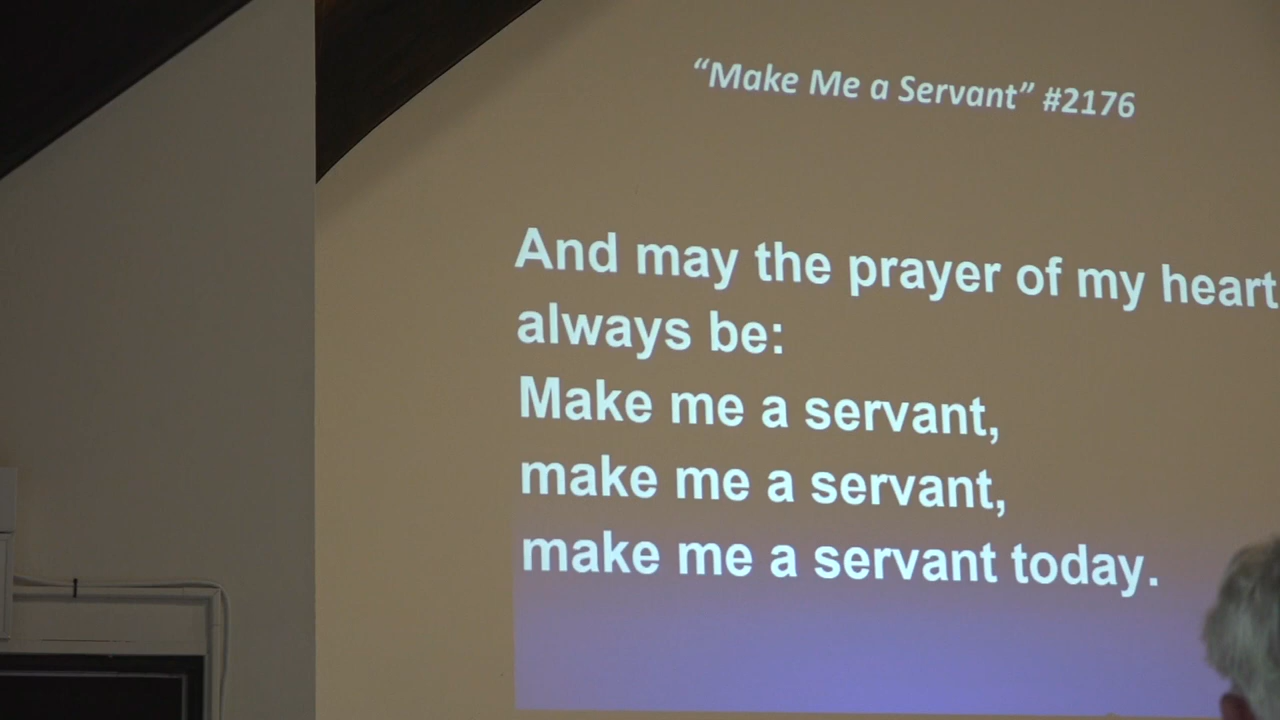 “Make Me a Servant” #2176
And may the prayer of my heart
always be:
Make me a servant,
make me a servant,
make me a servant today.